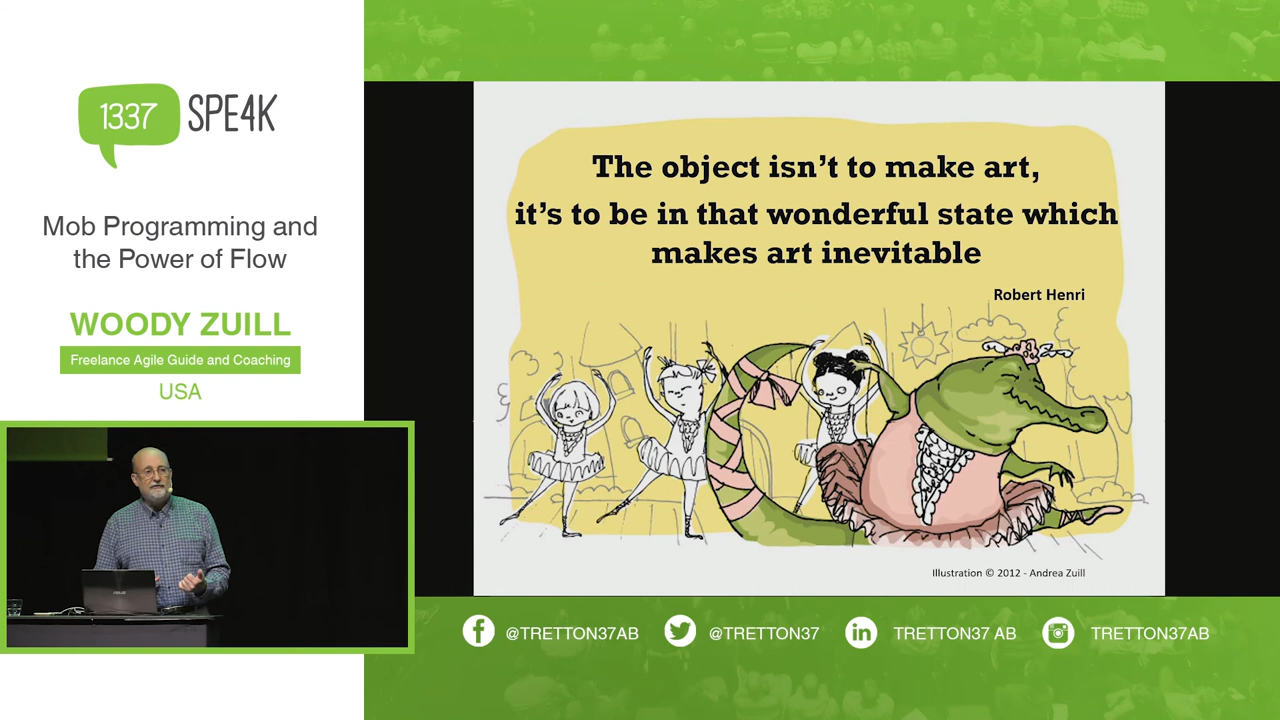 1337 SPE4K
Mob Programming and
the Power of Flow
WOODY ZUILL
Freelance Agile Guide and Coaching
USA
The object isn't to make art,
it's to be in that wonderful state which
makes art inevitable
Robert Henri
Illustration © 2012 - Andrea Zuill
ASUS
@TRETTON37AB
@TRETTON37
TRETTON37 AB
TRETTON37AB